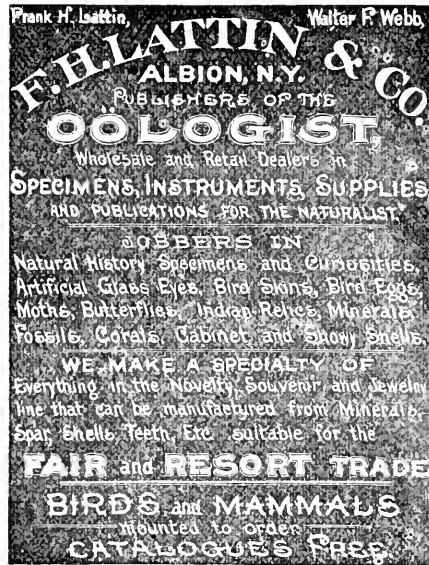 Frank H. Lattin, Walter F. Webb,
F. H. LATTIN & CO.
ALBION, N.Y.
PUBLISHERS OF THE
OÖLOGIST,
Wholesale and Retail Dealers in
SPECIMENS, INSTRUMENTS, SUPPLIES
AND PUBLICATIONS FOR THE NATURALIST.
JOBBERS IN
Natural History Specimens and Curiosities,
Artificial Glass Eyes, Bird Skins, Bird Eggs,
Moths, Butterflies, Indian Relics, Minerals,
Fossils, Corals, Cabinet and Showy Shells.
WE MAKE A SPECIALTY OF
Everything in the Novelty, Souvenir and Jewelry
line that can be manufactured from Minerals,
Spar, Shells, Teeth, Etc. suitable for the
FAIR and RESORT TRADE
BIRDS and MAMMALS
mounted to order.
CATALOGUES FREE.